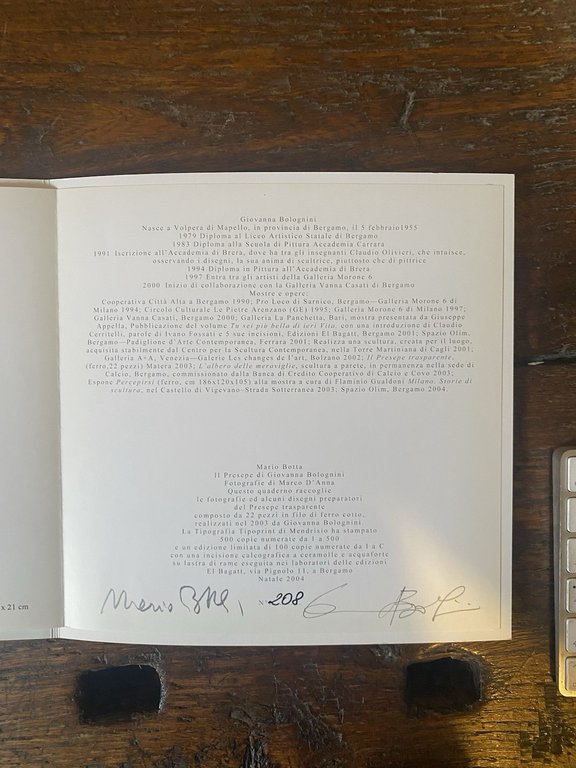 Giovanna Bolognini
Nasce a Volpera di Mapello, in provincia di Bergamo, il 5 febbraio1955
1979 Diploma al Liceo Artistico Statale di Bergamo
1983 Diploma alla Scuola di Pittura Accademia Carrara
1991 Iscrizione all'Accademia di Brera, dove ha tra gli insegnanti Claudio Olivieri, che intuisce,
osservando i disegni, la sua anima di scultrice, piuttosto che di pittrice
1994 Diploma in Pittura all'Accademia di Brera
1997 Entra tra gli artisti della Galleria Morone 6
2000 Inizio di collaborazione con la Galleria Vanna Casati di Bergamo
Mostre e opere:
Cooperativa Città Alta a Bergamo 1990; Pro Loco di Sarnico, Bergamo—Galleria Morone 6 di
Milano 1994; Circolo Culturale Le Pietre Arenzano (GE) 1995; Galleria Morone 6 di Milano 1997;
Galleria Vanna Casati, Bergamo 2000; Galleria La Panchetta, Bari, mostra presentata da Giuseppe
Appella, Pubblicazione del volume Tu sei più bella di ieri Fita, con una introduzione di Claudio
Cerritelli, parole di Ivano Fossati e 5 sue incisioni, Edizioni El Bagatt, Bergamo 2001; Spazio Olim,
Bergamo—Padiglione d'Arte Contemporanea, Ferrara 2001; Realizza una scultura, creata per il luogo,
acquisita stabilmente dal Centro per la Scultura Contemporanea, nella Torre Martiniana di Cagli 2001;
Galleria A+A, Venezia—Galerie Les changes de l'art, Bolzano 2002; Il Presepe trasparente,
(ferro,22 pezzi) Matera 2003; L'albero delle meraviglie, scultura a parete, in permanenza nella sede di
Calcio, Bergamo, commissionato dalla Banca di Credito Cooperativo di Calcio e Covo 2003;
Espone Percepirsi (ferro, cm 186x120x105) alla mostra a cura di Flaminio Gualdoni Milano. Storie di
scultura, nel Castello di Vigevano—Strada Sotterranea 2003; Spazio Olim, Bergamo 2004.
Mario Botta
Il Presepe di Giovanna Bolognini
Fotografie di Marco D'Anna
Questo quaderno raccoglie
le fotografie ed alcuni disegni preparatori
del Presepe trasparente
composto da 22 pezzi in filo di ferro cotto,
realizzati nel 2003 da Giovanna Bolognini.
La Tipografia Tipoprint di Mendrisio ha stampato
500 copie numerate da 1 a 500
e un edizione limitata di 100 copie numerate da 1 a C
con una incisione calcografica a ceramolle e acquaforte
su lastra di rame eseguita nei laboratori delle edizioni
El Bagatt, via Pignolo 11, a Bergamo
Natale 2004
x 21 cm
Mario Botta N° 208